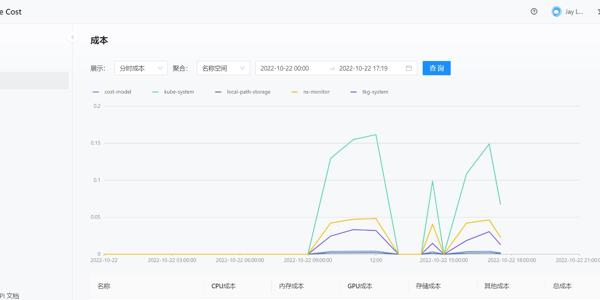 e Cost
Jay L...
成本
展示: 分时成本 聚合: 名称空间 2022-10-22 00:00 → 2022-10-22 17:19 查 询
cost-model kube-system local-path-storage ns-monitor tkg-system
0.2
0.15
0.1
0.05
0
2022-10-22 2022-10-22 03:00:00 2022-10-22 06:00:00 2022-10-22 09:00:00 12:00 2022-10-22 15:00:00 2022-10-22 18:00:00 2022-10-22 21:00:0
名称 CPU成本 内存成本 GPU成本 存储成本 其他成本 总成本
PI 文档